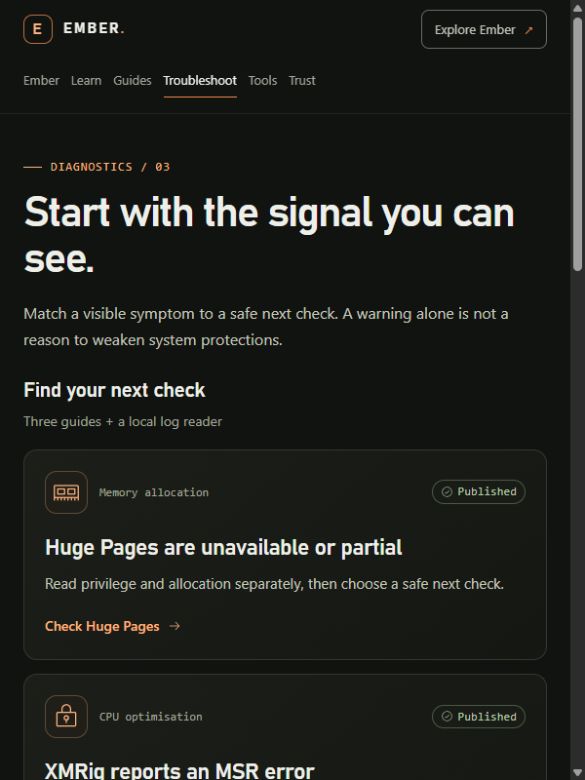 E EMBER.
Explore Ember ↗
Ember Learn Guides Troubleshoot Tools Trust
DIAGNOSTICS / 03
Start with the signal you can
see.
Match a visible symptom to a safe next check. A warning alone is not a
reason to weaken system protections.
Find your next check
Three guides + a local log reader
Memory allocation
Published
Huge Pages are unavailable or partial
Read privilege and allocation separately, then choose a safe next check.
Check Huge Pages →
CPU optimisation
Published
XMRig reports an MSR error